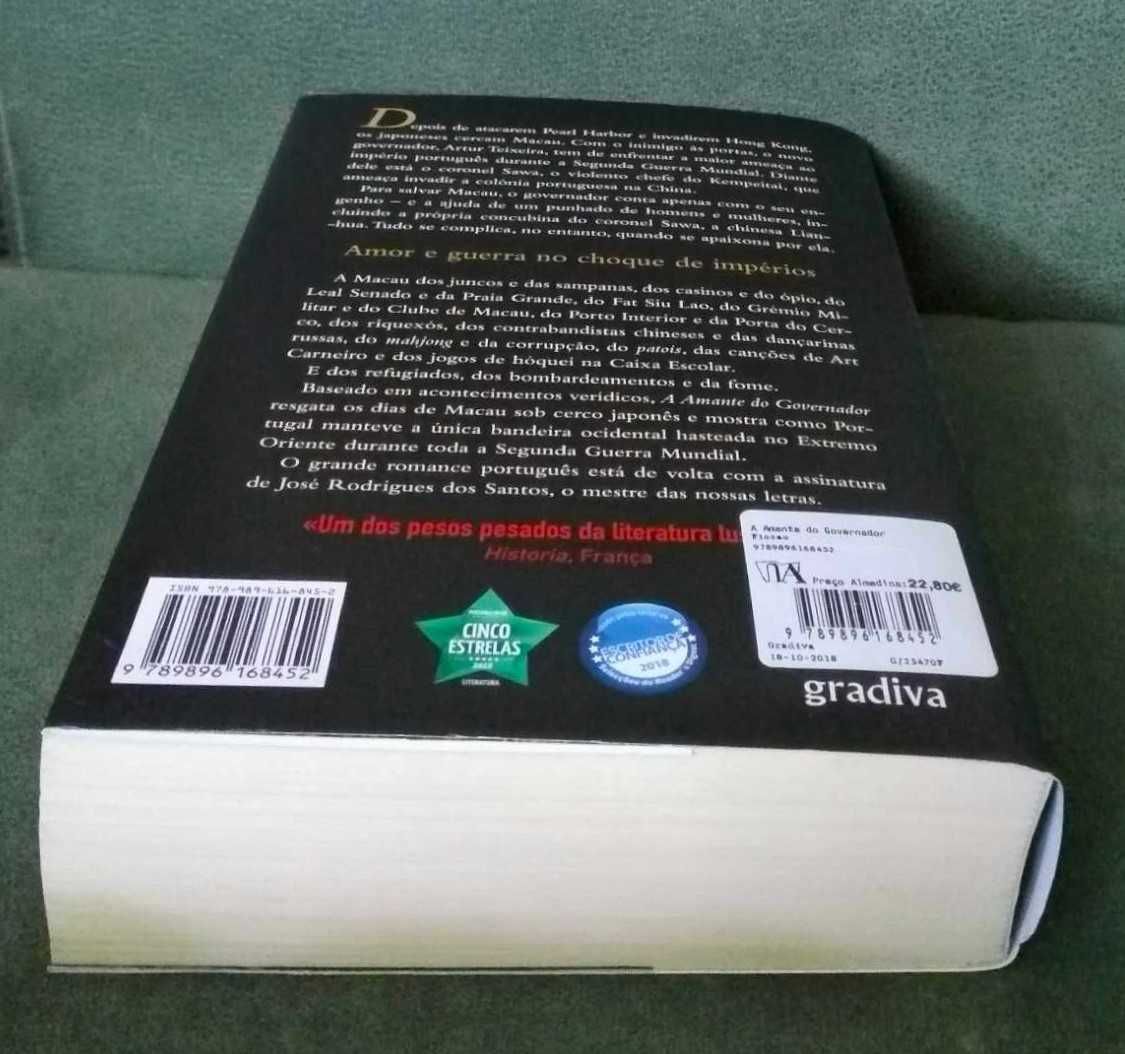 Depois de atacarem Pearl Harbor e invadirem Hong Kong,
os japoneses cercam Macau. Com o inimigo às portas, o novo
governador, Artur Teixeira, tem de enfrentar a maior ameaça ao
império português durante a Segunda Guerra Mundial. Diante
dele está o coronel Sawa, o violento chefe do Kempeitai, que
ameaça invadir a colónia portuguesa na China.
Para salvar Macau, o governador conta apenas com o seu en-
genho – e a ajuda de um punhado de homens e mulheres, in-
cluindo a própria concubina do coronel Sawa, a chinesa Lian-
-hua. Tudo se complica, no entanto, quando se apaixona por ela.
Amor e guerra no choque de impérios
A Macau dos juncos e das sampanas, dos casinos e do ópio, do
Leal Senado e da Praia Grande, do Fat Siu Lao, do Grémio Mi-
litar e do Clube de Macau, do Porto Interior e da Porta do Cer-
co, dos riquexós, dos contrabandistas chineses e das dançarinas
russas, do mahjong e da corrupção, do patois, das canções de Art
Carneiro e dos jogos de hóquei na Caixa Escolar.
E dos refugiados, dos bombardeamentos e da fome.
Baseado em acontecimentos verídicos, A Amante do Governador
resgata os dias de Macau sob cerco japonês e mostra como Por-
tugal manteve a única bandeira ocidental hasteada no Extremo
Oriente durante toda a Segunda Guerra Mundial.
O grande romance português está de volta com a assinatura
de José Rodrigues dos Santos, o mestre das nossas letras.
«Um dos pesos pesados da literatura lu
Historia, França
A Amante do Governador
Ficcao
9789896168452
Preço Almedina: 22,80€
9 789896 168452
Gradiva
18-10-2018 G/234707
ISBN 978-989-616-845-2
9 789896 168452
CINCO
ESTRELAS
LITERATURA
ESCRITOR DE
CONFIANÇA
2018
Selecções do Reader's Digest
gradiva